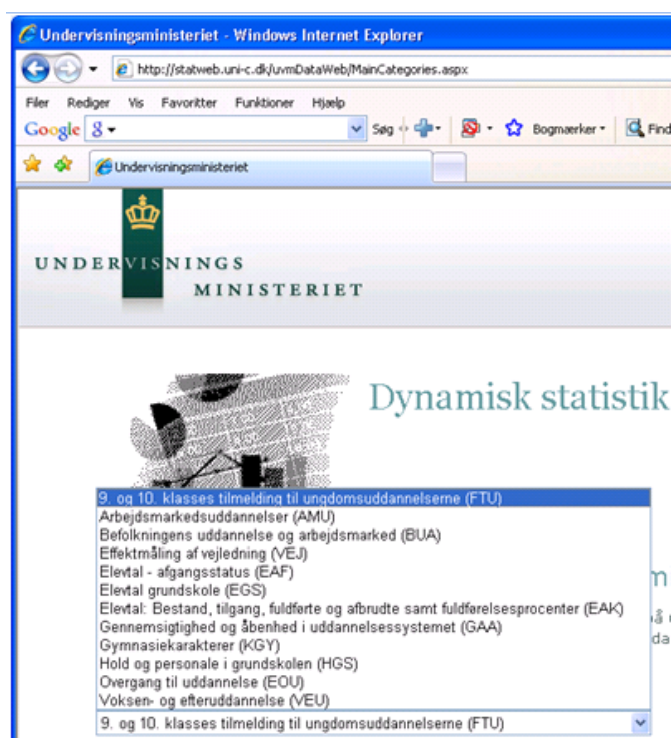 Undervisningsministeriet - Windows Internet Explorer
http://statweb.uni-c.dk/uvmDataWeb/MainCategories.aspx
Filer Rediger Vis Favoritter Funktioner Hjælp
Google Søg Bogmærker Find
Undervisningsministeriet
UNDERVISNINGS
MINISTERIET
Dynamisk statistik
9. og 10. klasses tilmelding til ungdomsuddannelserne (FTU)
Arbejdsmarkedsuddannelser (AMU)
Befolkningens uddannelse og arbejdsmarked (BUA)
Effektmåling af vejledning (VEJ)
Elevtal - afgangsstatus (EAF)
Elevtal grundskole (EGS)
Elevtal: Bestand, tilgang, fuldførte og afbrudte samt fuldførelsesprocenter (EAK)
Gennemsigtighed og åbenhed i uddannelsessystemet (GAA)
Gymnasiekarakterer (KGY)
Hold og personale i grundskolen (HGS)
Overgang til uddannelse (EOU)
Voksen- og efteruddannelse (VEU)
9. og 10. klasses tilmelding til ungdomsuddannelserne (FTU)